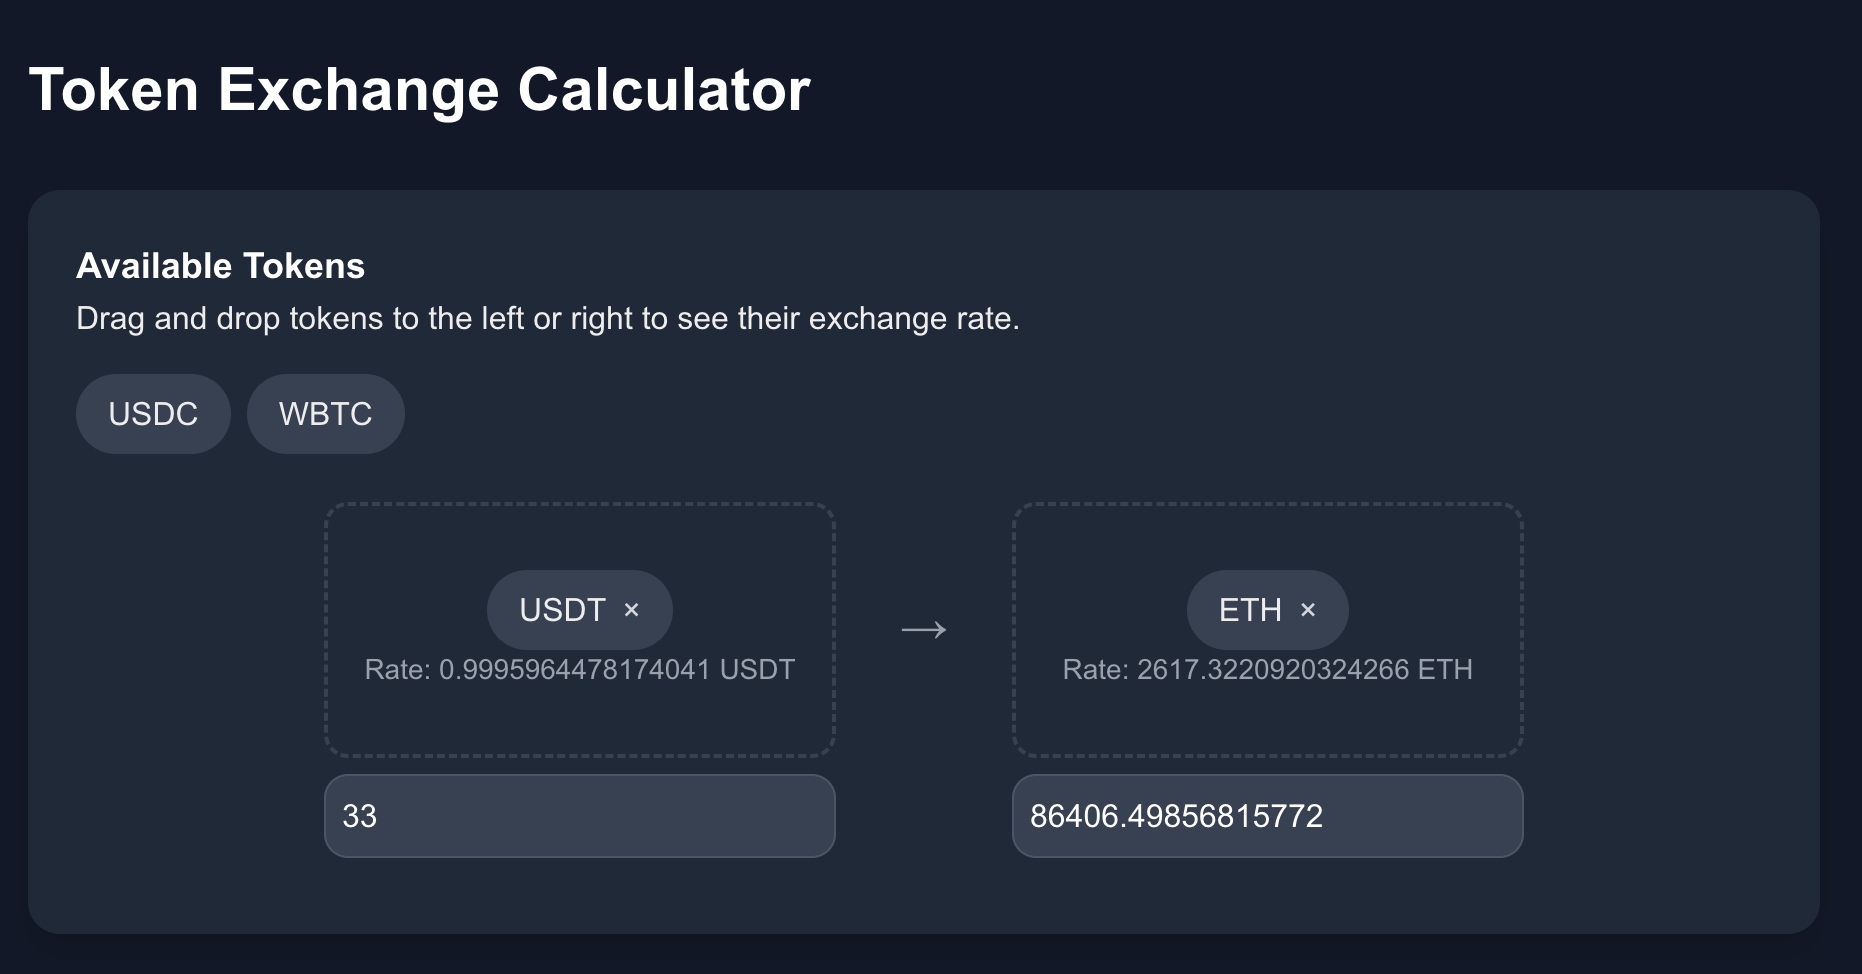 Token Exchange Calculator
Available Tokens
Drag and drop tokens to the left or right to see their exchange rate.
USDC WBTC
USDT × → ETH ×
Rate: 0.9995964478174041 USDT Rate: 2617.3220920324266 ETH
33 86406.49856815772